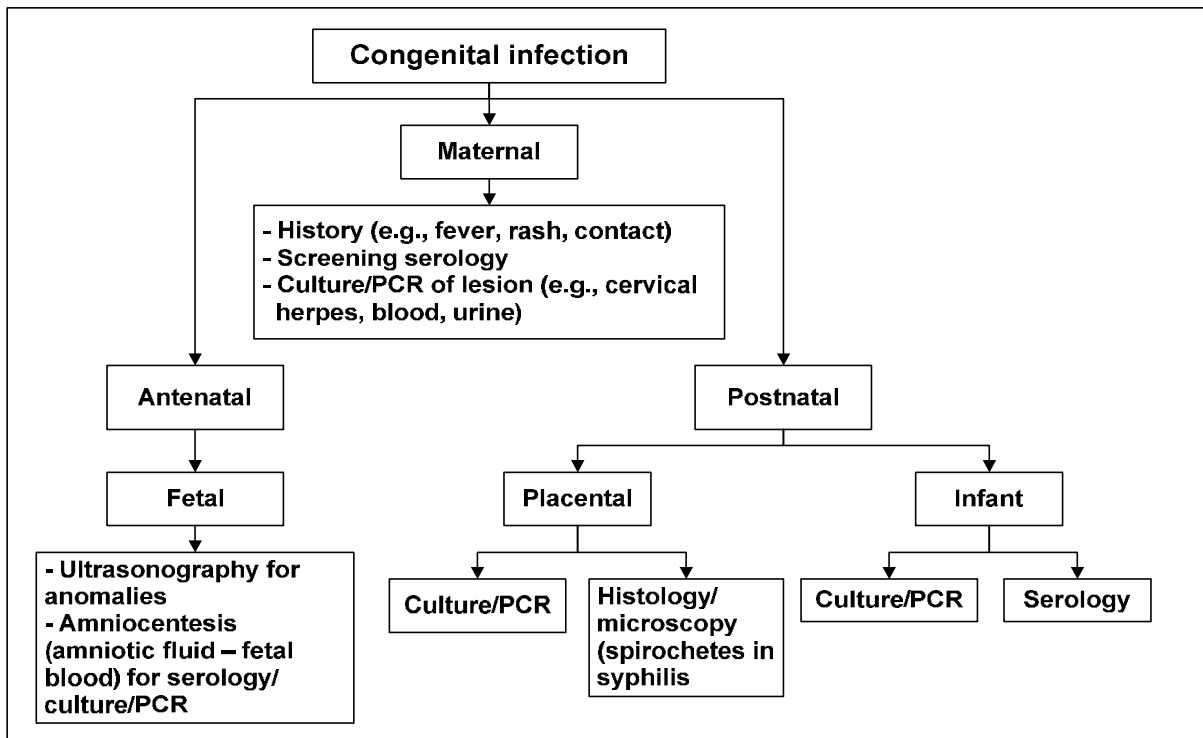 Congenital infection
Maternal
- History (e.g., fever, rash, contact)
- Screening serology
- Culture/PCR of lesion (e.g., cervical
herpes, blood, urine)
Antenatal
Postnatal
Fetal
Placental
Infant
- Ultrasonography for
anomalies
- Amniocentesis
(amniotic fluid – fetal
blood) for serology/
culture/PCR
Culture/PCR
Histology/
microscopy
(spirochetes in
syphilis
Culture/PCR
Serology